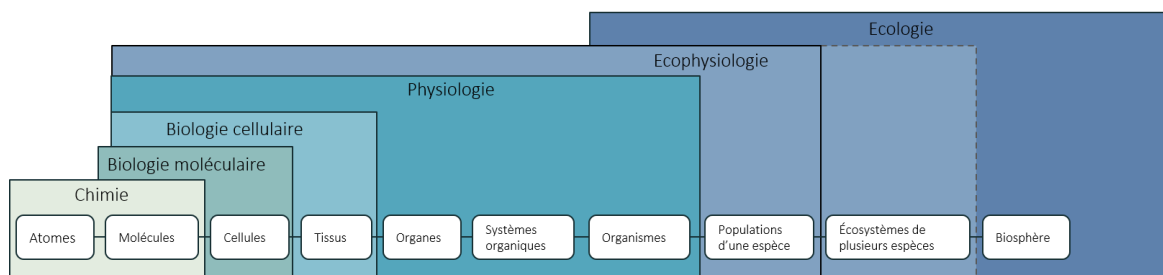 Ecologie
Ecophysiologie
Physiologie
Biologie cellulaire
Biologie moléculaire
Chimie
Atomes
Molécules
Cellules
Tissus
Organes
Systèmes
organiques
Organismes
Populations
d’une espèce
Écosystèmes de
plusieurs espèces
Biosphère